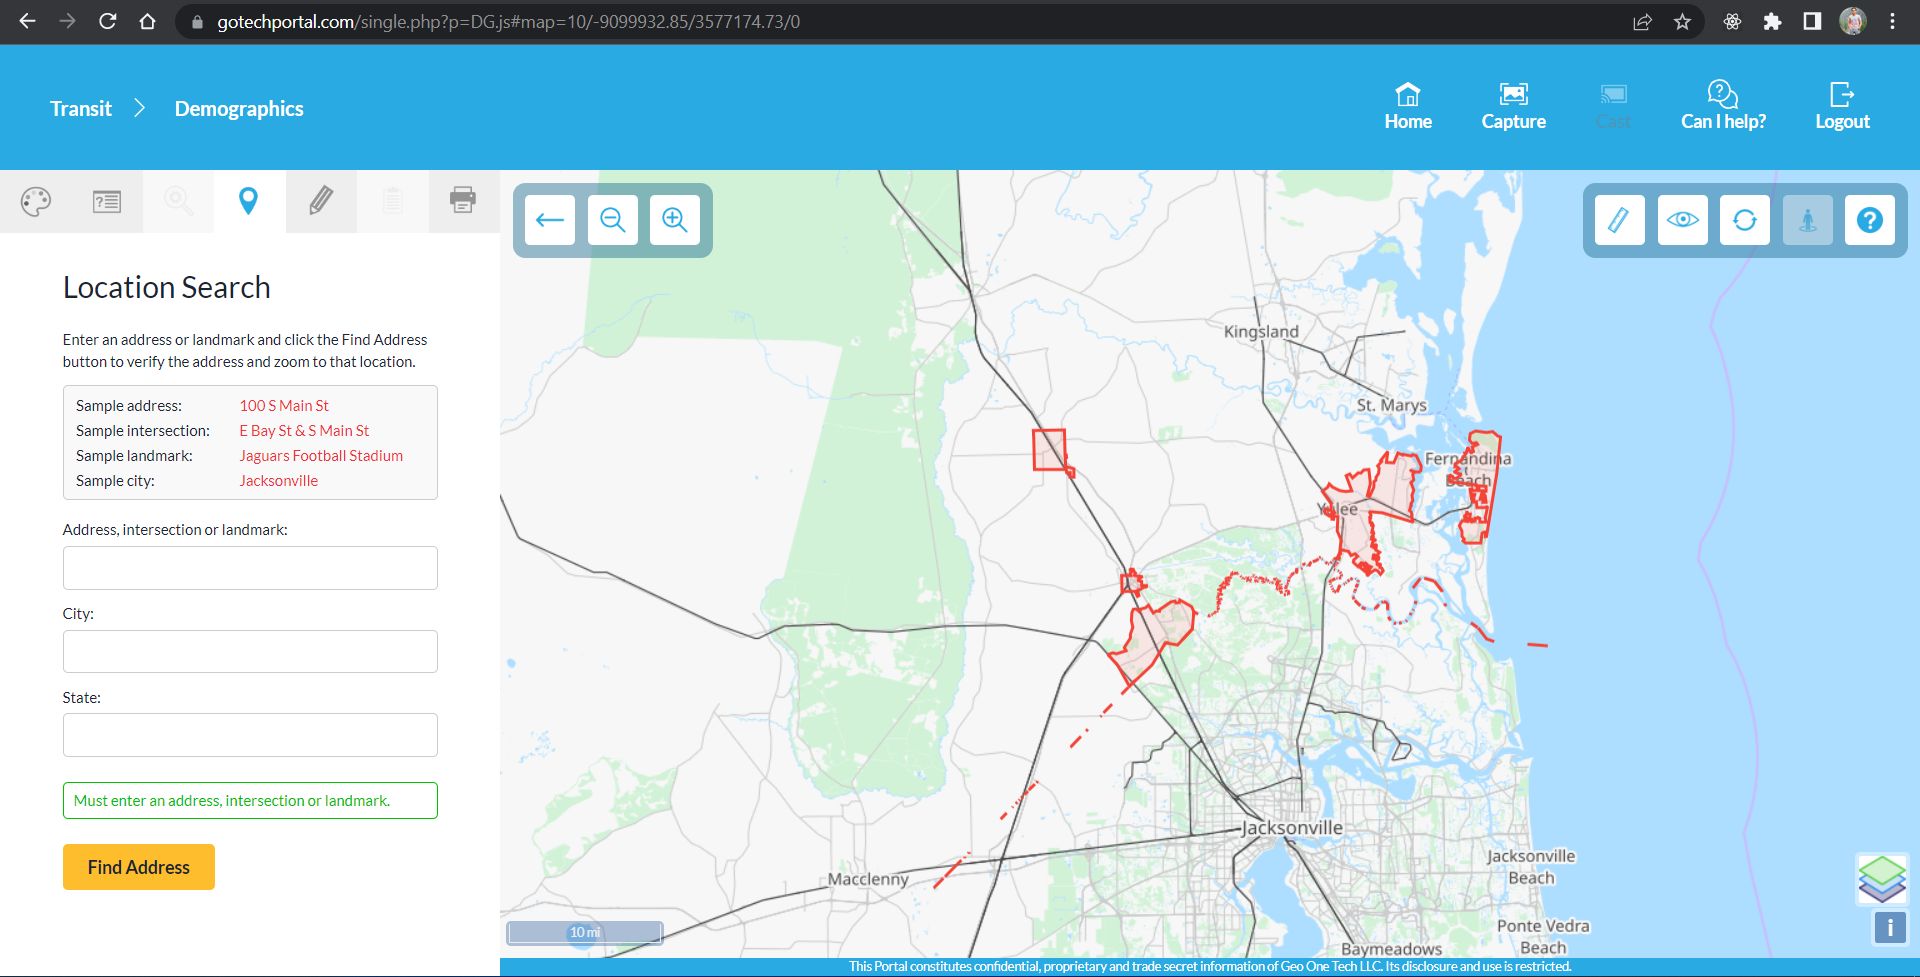 gotechportal.com/single.php?p=DG.js#map=10/-9099932.85/3577174.73/0
Transit
Demographics
Home
Capture
Cast
Can I help?
Logout
Location Search
Enter an address or landmark and click the Find Address
button to verify the address and zoom to that location.
Sample address: 100 S Main St
Sample intersection: E Bay St & S Main St
Sample landmark: Jaguars Football Stadium
Sample city: Jacksonville
Address, intersection or landmark:
City:
State:
Must enter an address, intersection or landmark.
Find Address
Kingsland
St. Marys
Fernandina
Beach
Yulee
Jacksonville
Jacksonville
Beach
Macclenny
Ponte Vedra
Beach
Baymeadows
10 mi
i
This Portal constitutes confidential, proprietary and trade secret information of Geo One Tech LLC. Its disclosure and use is restricted.